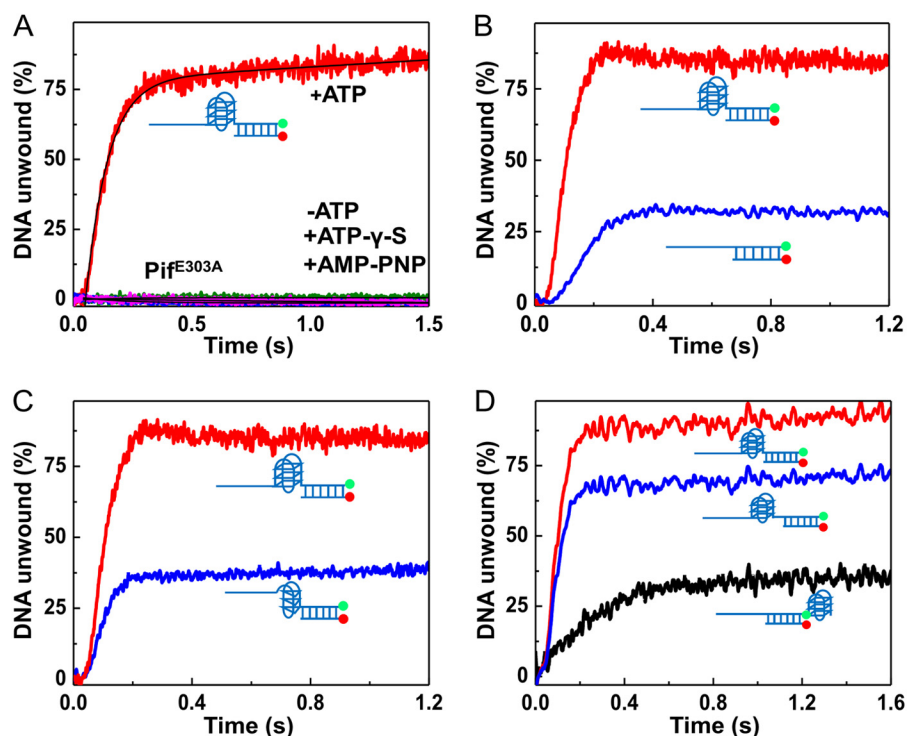 A
DNA unwound (%)
75
50
25
0
+ATP
-ATP
+ATP-γ-S
+AMP-PNP
Pif^E303A
0.0 0.5 1.0 1.5
Time (s)
B
DNA unwound (%)
75
50
25
0
0.0 0.4 0.8 1.2
Time (s)
C
DNA unwound (%)
75
50
25
0
0.0 0.4 0.8 1.2
Time (s)
D
DNA unwound (%)
75
50
25
0
0.0 0.4 0.8 1.2 1.6
Time (s)